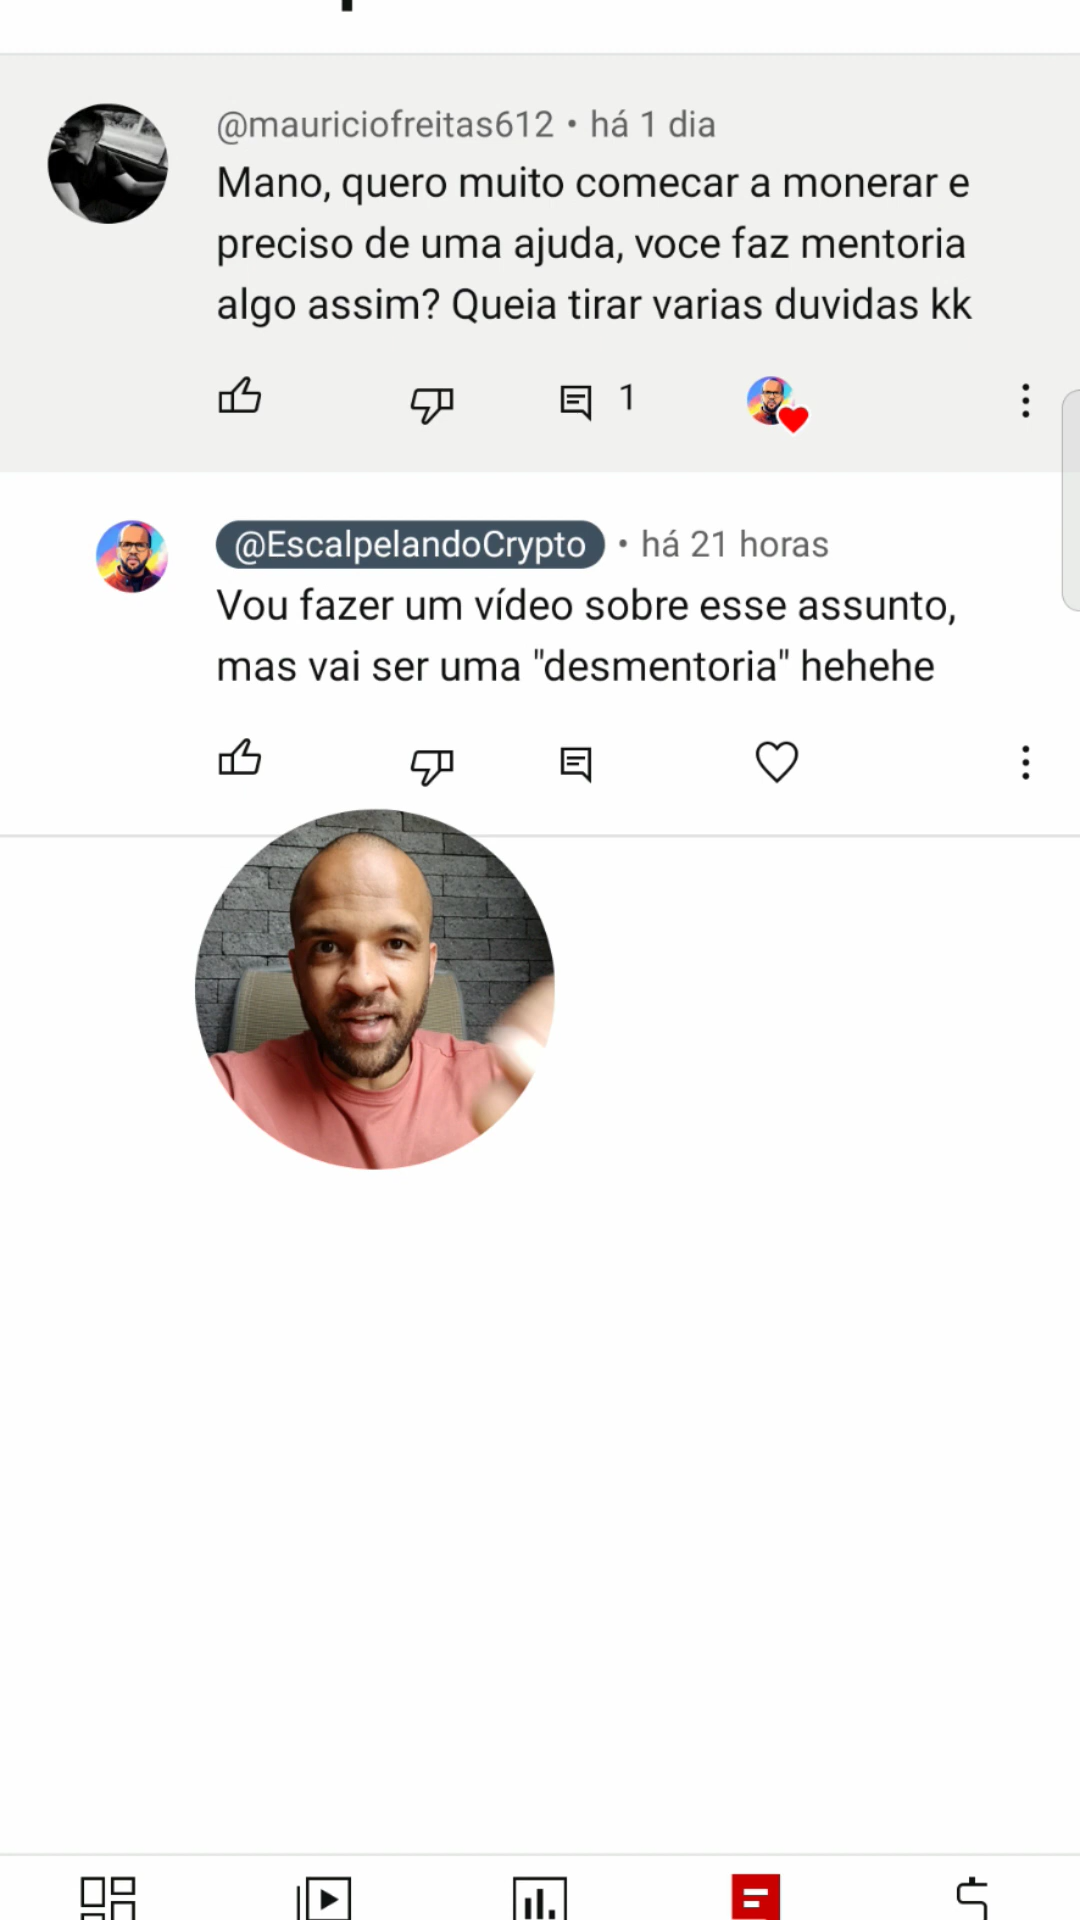 @mauriciofreitas612 • há 1 dia
Mano, quero muito comecar a monerar e
preciso de uma ajuda, voce faz mentoria
algo assim? Queia tirar varias duvidas kk
1
@EscalpelandoCrypto • há 21 horas
Vou fazer um vídeo sobre esse assunto,
mas vai ser uma "desmentoria" hehehe